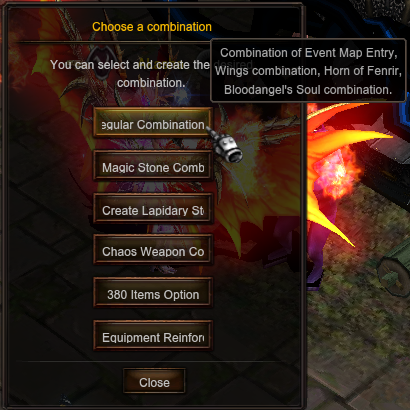 Choose a combination
You can select and create the desired
combination.
Combination of Event Map Entry,
Wings combination, Horn of Fenrir,
Bloodangel's Soul combination.
egular Combination
Magic Stone Comb
Create Lapidary St
Chaos Weapon Co
380 Items Option
Equipment Reinfor
Close